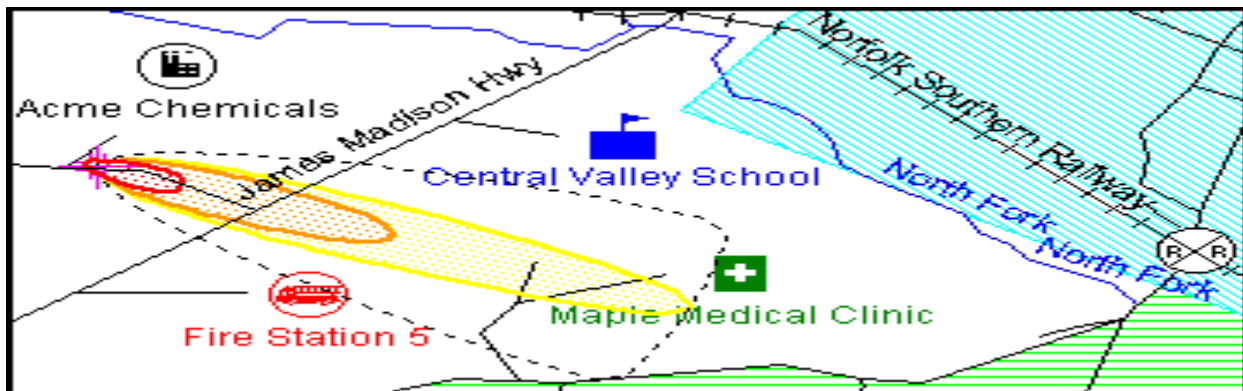 Acme Chemicals
James Madison Hwy
Norfolk Southern Railway
Central Valley School
North Fork
North Fork
R R
Fire Station 5
Maple Medical Clinic